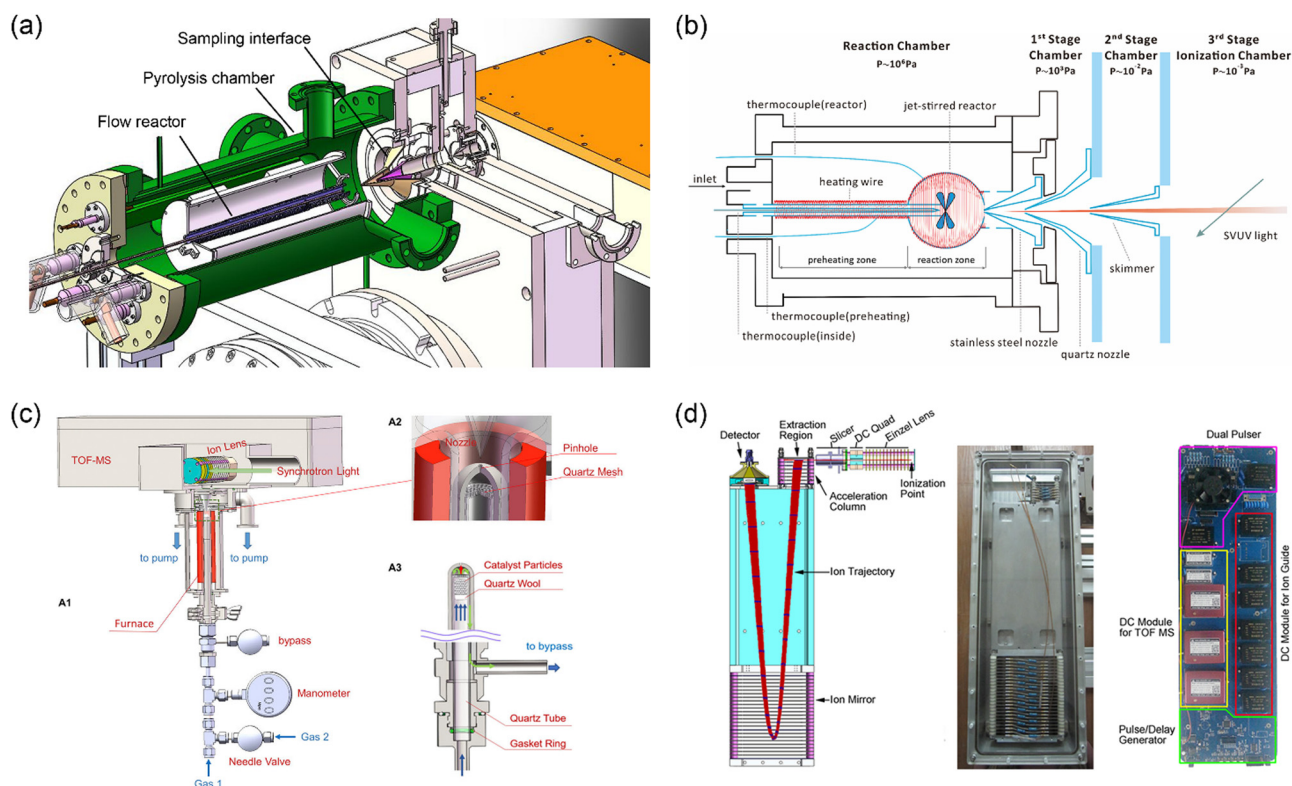 (a)
Sampling interface
Pyrolysis chamber
Flow reactor
(b)
Reaction Chamber
P~10⁶Pa
1st Stage
Chamber
P~10³Pa
2nd Stage
Chamber
P~10⁻²Pa
3rd Stage
Ionization Chamber
P~10⁻³Pa
thermocouple(reactor)
jet-stirred reactor
inlet
heating wire
SVUV light
preheating zone
reaction zone
skimmer
thermocouple(preheating)
thermocouple(inside)
stainless steel nozzle
quartz nozzle
(c)
TOF-MS
Ion Lens
Synchrotron Light
to pump
to pump
A1
Furnace
bypass
Manometer
Gas 2
Needle Valve
Gas 1
A2
Nozzle
Pinhole
Quartz Mesh
A3
Catalyst Particles
Quartz Wool
to bypass
Quartz Tube
Gasket Ring
(d)
Detector
Extraction
Region
Slicer
DC Quad
Einzel Lens
Ionization
Point
Acceleration
Column
Ion Trajectory
Ion Mirror
Dual Pulser
DC Module
for TOF MS
DC Module for Ion Guide
Pulse/Delay
Generator